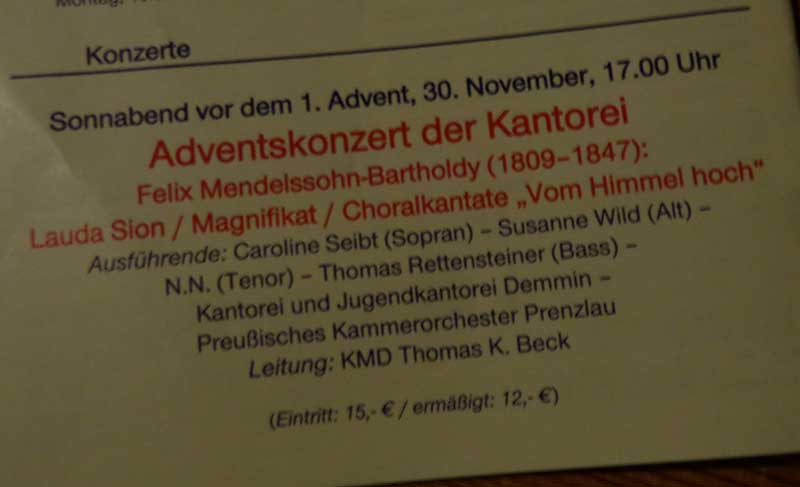 Konzerte
Sonnabend vor dem 1. Advent, 30. November, 17.00 Uhr
Adventskonzert der Kantorei
Felix Mendelssohn-Bartholdy (1809–1847):
Lauda Sion / Magnifikat / Choralkantate „Vom Himmel hoch“
Ausführende: Caroline Seibt (Sopran) – Susanne Wild (Alt) –
N.N. (Tenor) – Thomas Rettensteiner (Bass) –
Kantorei und Jugendkantorei Demmin –
Preußisches Kammerorchester Prenzlau
Leitung: KMD Thomas K. Beck
(Eintritt: 15,- € / ermäßigt: 12,- €)